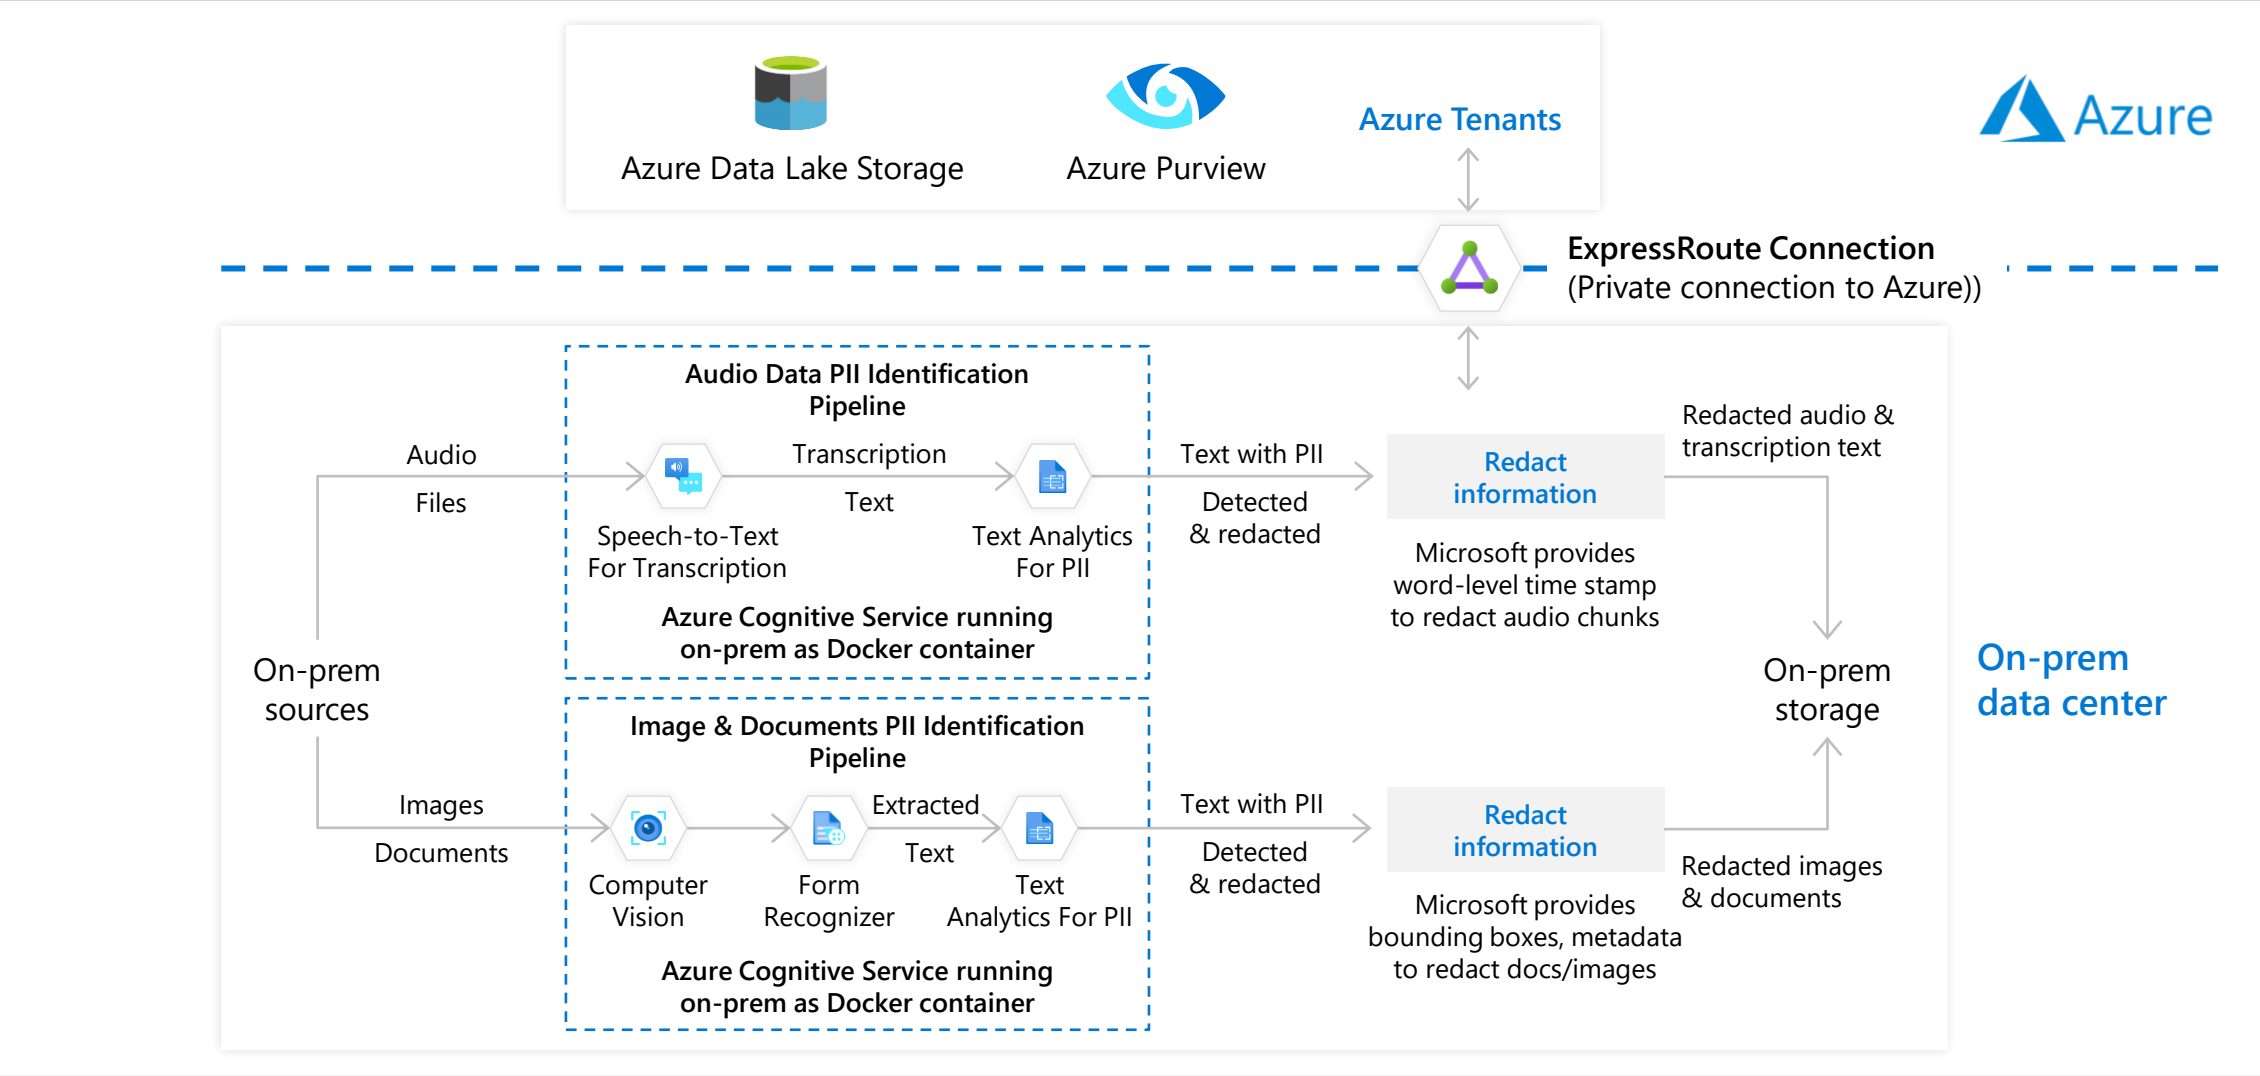 Azure Data Lake Storage
Azure Purview
Azure Tenants
Azure
ExpressRoute Connection
(Private connection to Azure))
Audio Data PII Identification
Pipeline
Audio
Files
Transcription
Text
Speech-to-Text
For Transcription
Text Analytics
For PII
Azure Cognitive Service running
on-prem as Docker container
Text with PII
Detected
& redacted
Redact
information
Microsoft provides
word-level time stamp
to redact audio chunks
Redacted audio &
transcription text
On-prem
sources
On-prem
storage
On-prem
data center
Image & Documents PII Identification
Pipeline
Images
Documents
Extracted
Text
Computer
Vision
Form
Recognizer
Text
Analytics For PII
Azure Cognitive Service running
on-prem as Docker container
Text with PII
Detected
& redacted
Redact
information
Microsoft provides
bounding boxes, metadata
to redact docs/images
Redacted images
& documents